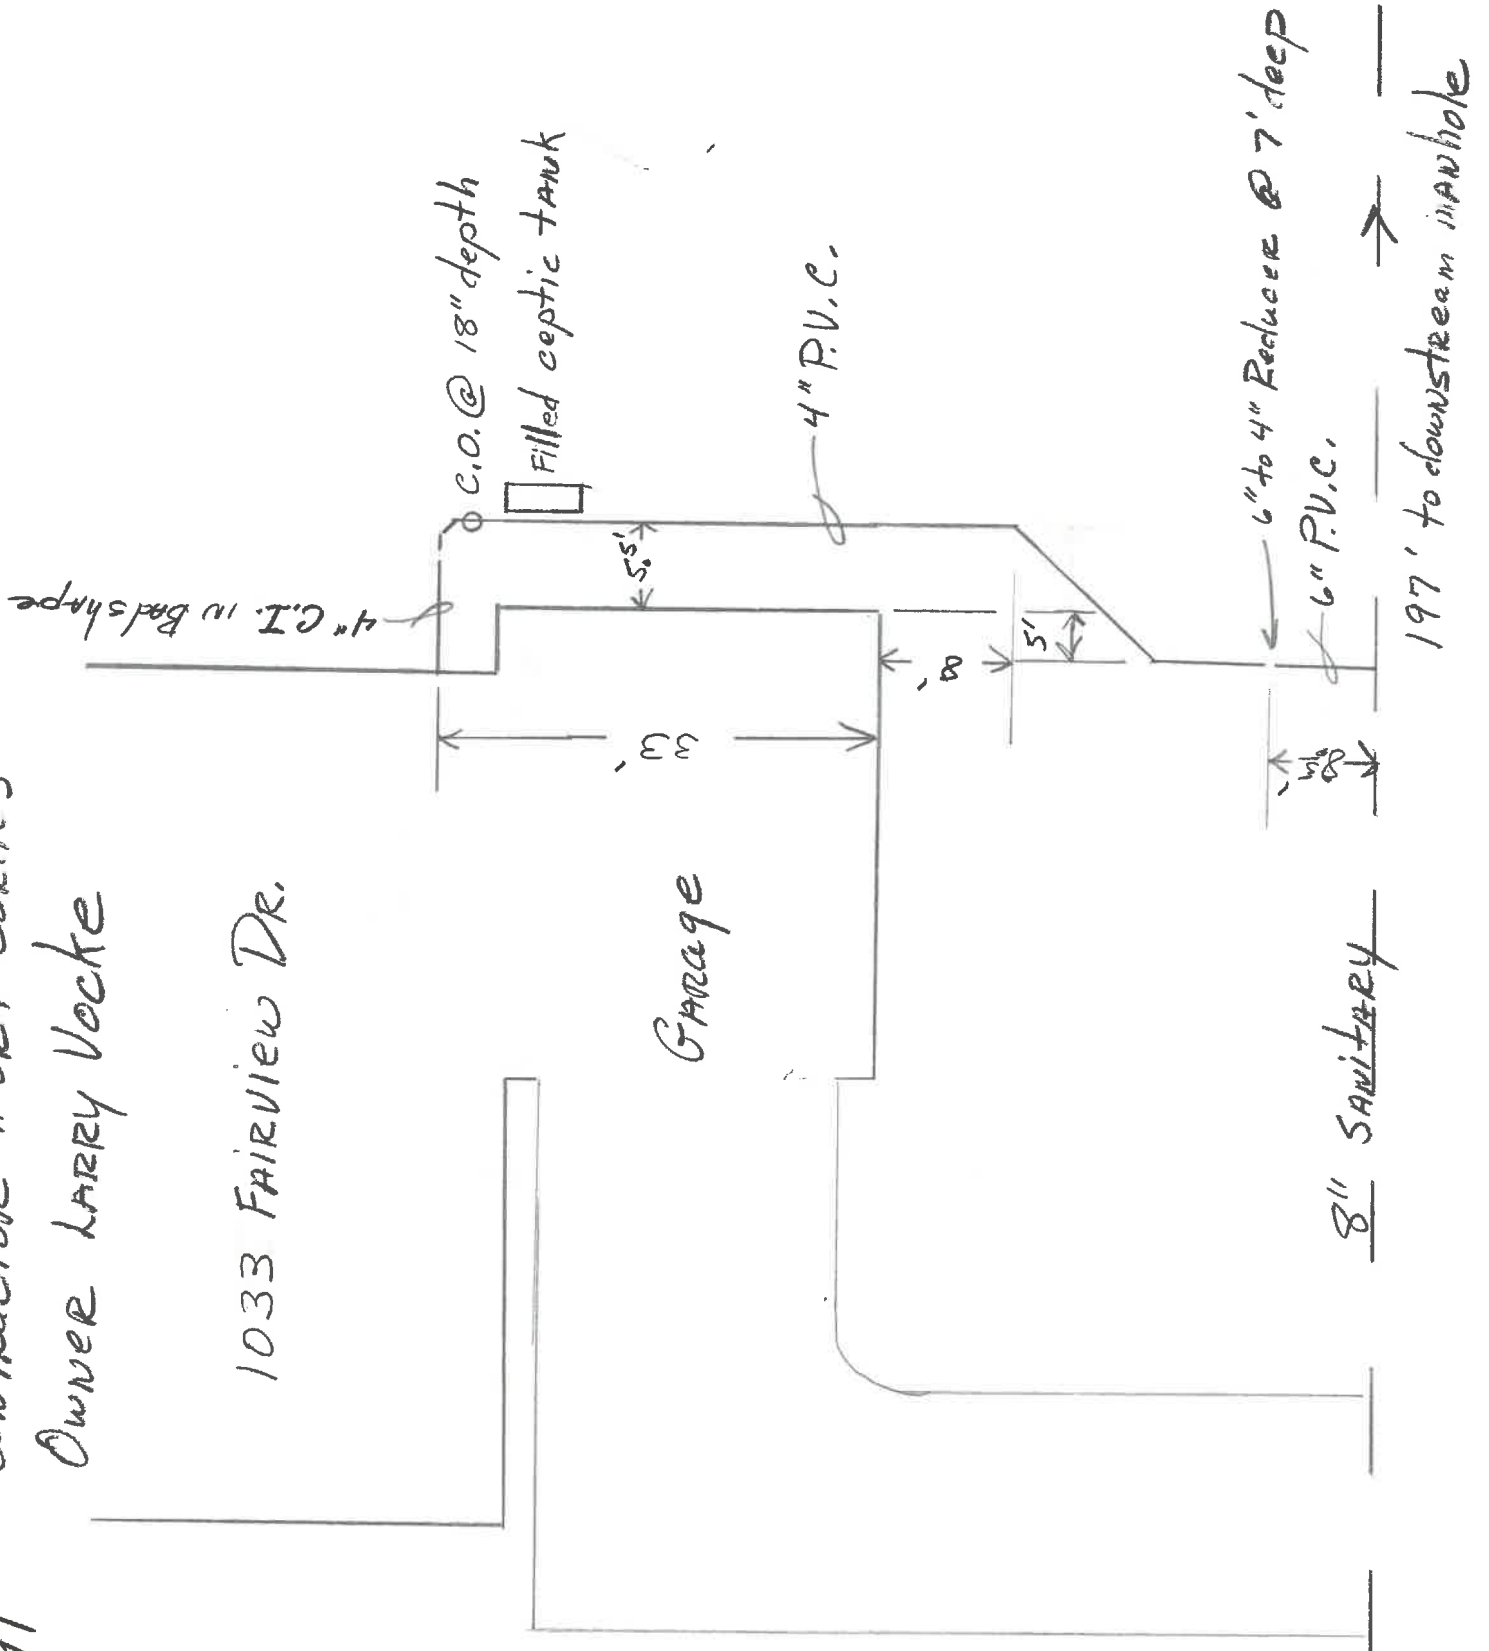 Owner Larry Vocke
1033 Fairview Dr.
4" C.I. in Bad shape
C.O. @ 18" depth
Filled ceptic tank
5.5'
4" P.V.C.
33'
8'
5'
Garage
6" to 4" Reducer @ 7' deep
6" P.V.C.
8" Sanitary
197' to downstream manhole